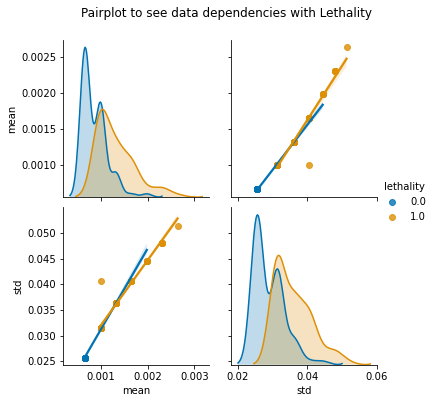 Pairplot to see data dependencies with Lethality
0.0025
0.0020
0.0015
0.0010
mean
lethality
0.0
1.0
0.050
0.045
0.040
0.035
0.030
0.025
std
0.001 0.002 0.003
mean
0.02 0.04 0.06
std